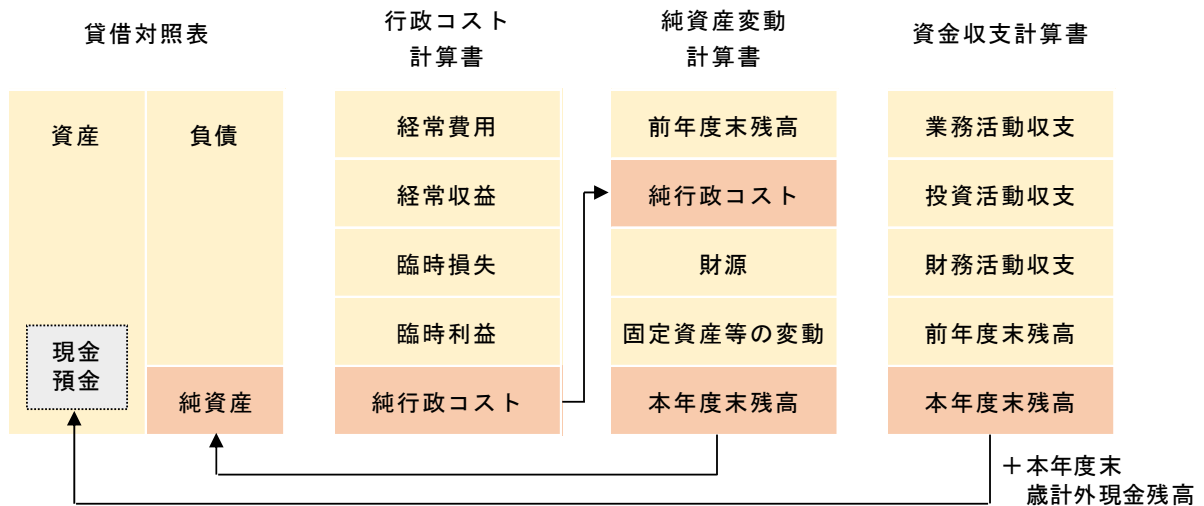 貸借対照表
行政コスト
計算書
純資産変動
計算書
資金収支計算書
資産
負債
現金
預金
純資産
経常費用
経常収益
臨時損失
臨時利益
純行政コスト
前年度末残高
純行政コスト
財源
固定資産等の変動
本年度末残高
業務活動収支
投資活動収支
財務活動収支
前年度末残高
本年度末残高
＋本年度末
歳計外現金残高